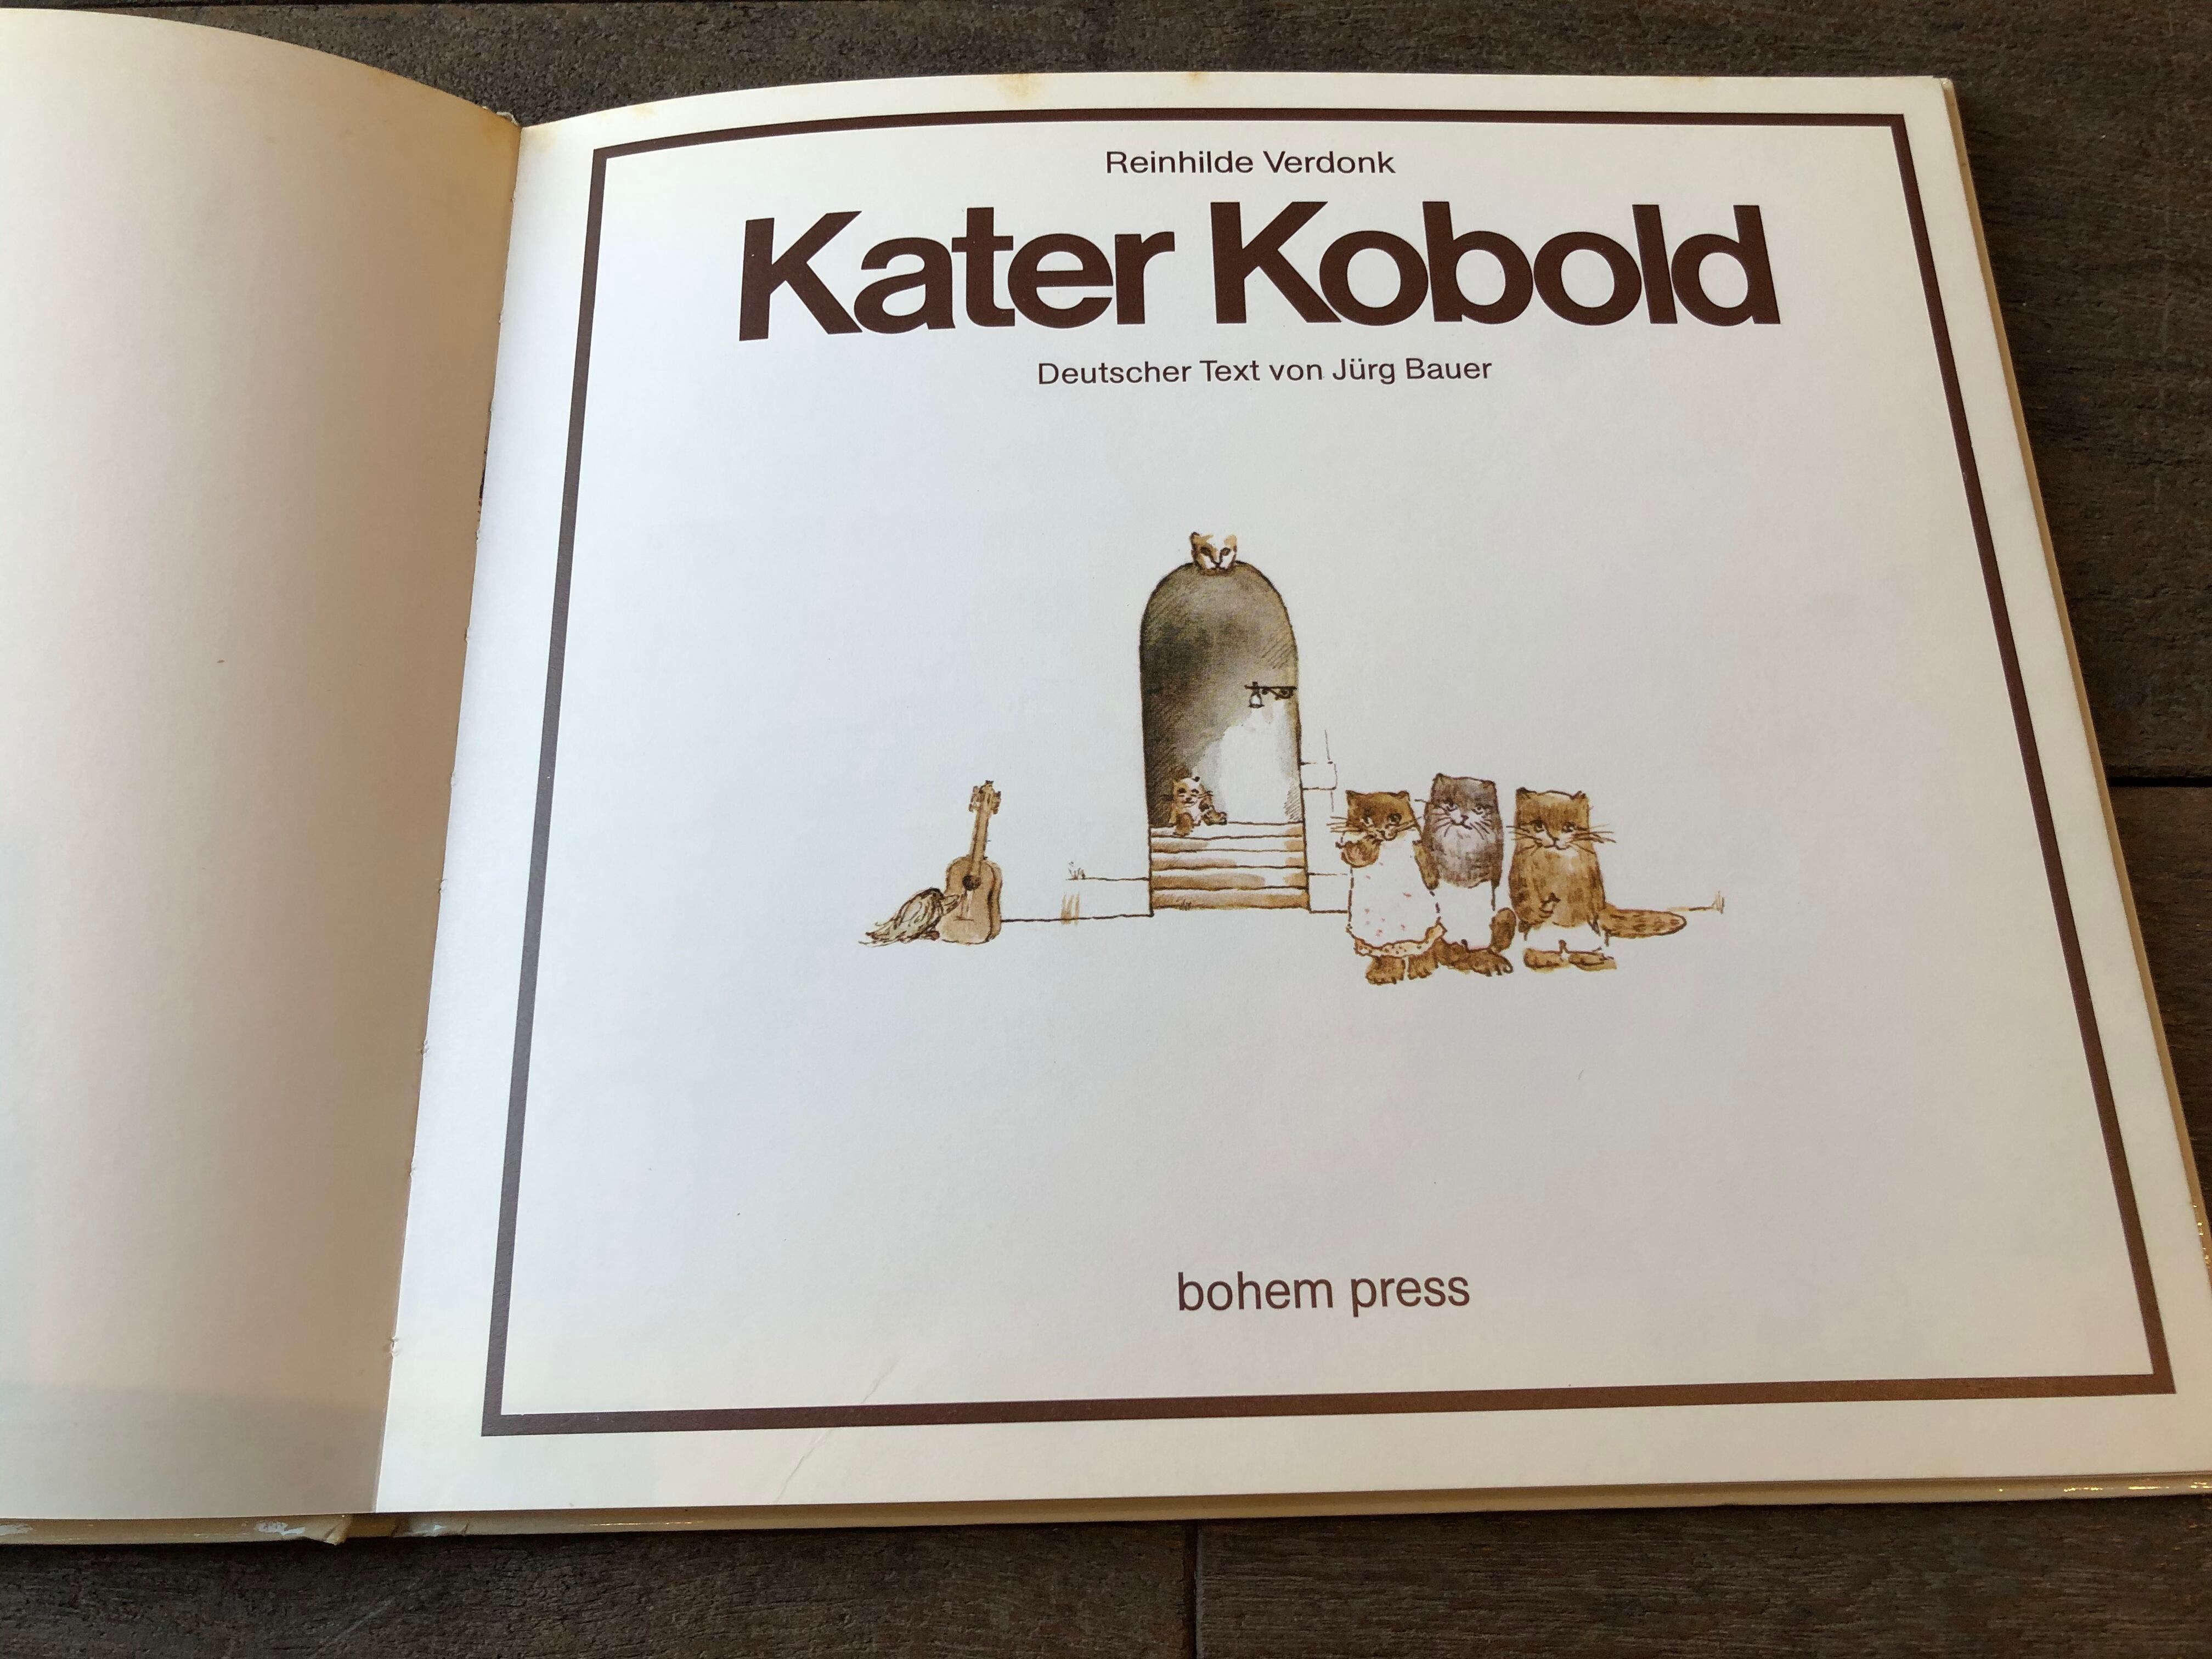 Reinhilde Verdonk
Kater Kobold
Deutscher Text von Jürg Bauer
bohem press